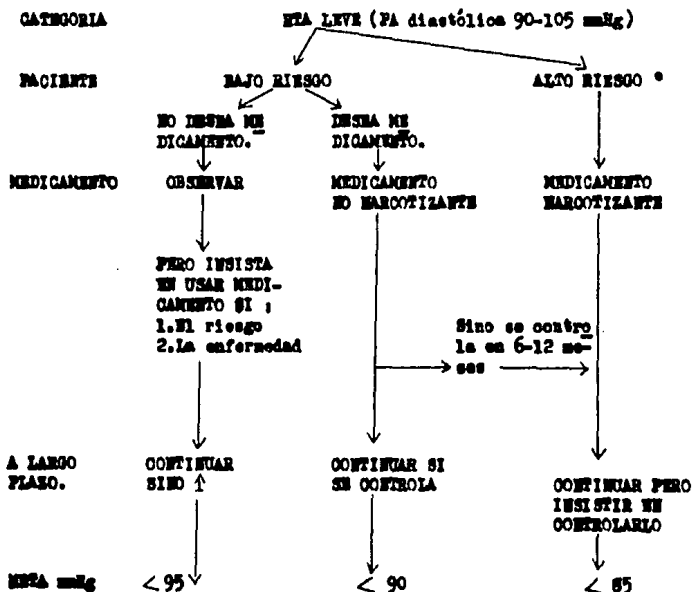 CATEGORIA HTA LEVE (PA diastólica 90-105 mmHg)
PACIENTE BAJO RIESGO ALTO RIESGO *
NO DESEA ME DESEA ME
DICAMENTO. DICAMENTO.
MEDICAMENTO OBSERVAR MEDICAMENTO MEDICAMENTO
NO NARCOTIZANTE NARCOTIZANTE
PERO INSISTA
EN USAR MEDI-
CAMENTO SI :
1.El riesgo
2.La enfermedad
Sino se contro
la en 6-12 me-
ses
A LARGO CONTINUAR CONTINUAR SI
PLAZO. SINO ↑ SE CONTROLA
CONTINUAR PERO
INSISTIR EN
CONTROLARLO
META mmHg < 95 < 90 < 85